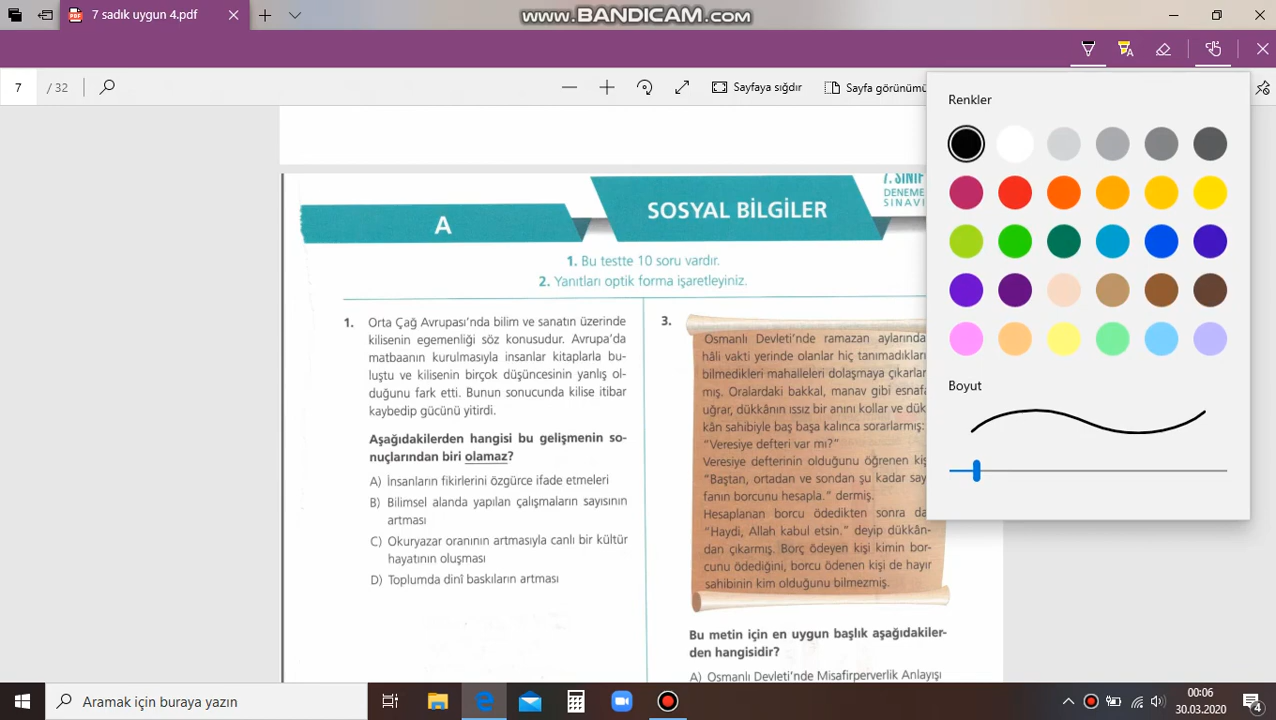 7 sadık uygun 4.pdf
www.BANDICAM.com
7 / 32
Sayfaya sığdır
Sayfa görünümü
Renkler
Boyut
7. SINIF
DENEME
SINAVI
A
SOSYAL BİLGİLER
1. Bu testte 10 soru vardır.
2. Yanıtları optik forma işaretleyiniz.
1. Orta Çağ Avrupası'nda bilim ve sanatın üzerinde
kilisenin egemenliği söz konusudur. Avrupa'da
matbaanın kurulmasıyla insanlar kitaplarla bu-
luştu ve kilisenin birçok düşüncesinin yanlış ol-
duğunu fark etti. Bunun sonucunda kilise itibar
kaybedip gücünü yitirdi.
Aşağıdakilerden hangisi bu gelişmenin so-
nuçlarından biri olamaz?
A) İnsanların fikirlerini özgürce ifade etmeleri
B) Bilimsel alanda yapılan çalışmaların sayısının
artması
C) Okuryazar oranının artmasıyla canlı bir kültür
hayatının oluşması
D) Toplumda dinî baskıların artması
3.
Osmanlı Devleti'nde ramazan aylarında
hâli vakti yerinde olanlar hiç tanımadıkları
bilmedikleri mahalleleri dolaşmaya çıkarlar
mış. Oralardaki bakkal, manav gibi esnafa
uğrar, dükkânın ıssız bir anını kollar ve dük
kân sahibiyle baş başa kalınca sorarlarmış:
"Veresiye defteri var mı?"
Veresiye defterinin olduğunu öğrenen kiş
"Baştan, ortadan ve sondan şu kadar say
fanın borcunu hesapla." dermiş.
Hesaplanan borcu ödedikten sonra da
"Haydi, Allah kabul etsin." deyip dükkân-
dan çıkarmış. Borç ödeyen kişi kimin bor-
cunu ödediğini, borcu ödenen kişi de hayır
sahibinin kim olduğunu bilmezmiş.
Bu metin için en uygun başlık aşağıdakiler-
den hangisidir?
A) Osmanlı Devleti'nde Misafirperverlik Anlayışı
Aramak için buraya yazın
00:06
30.03.2020
4